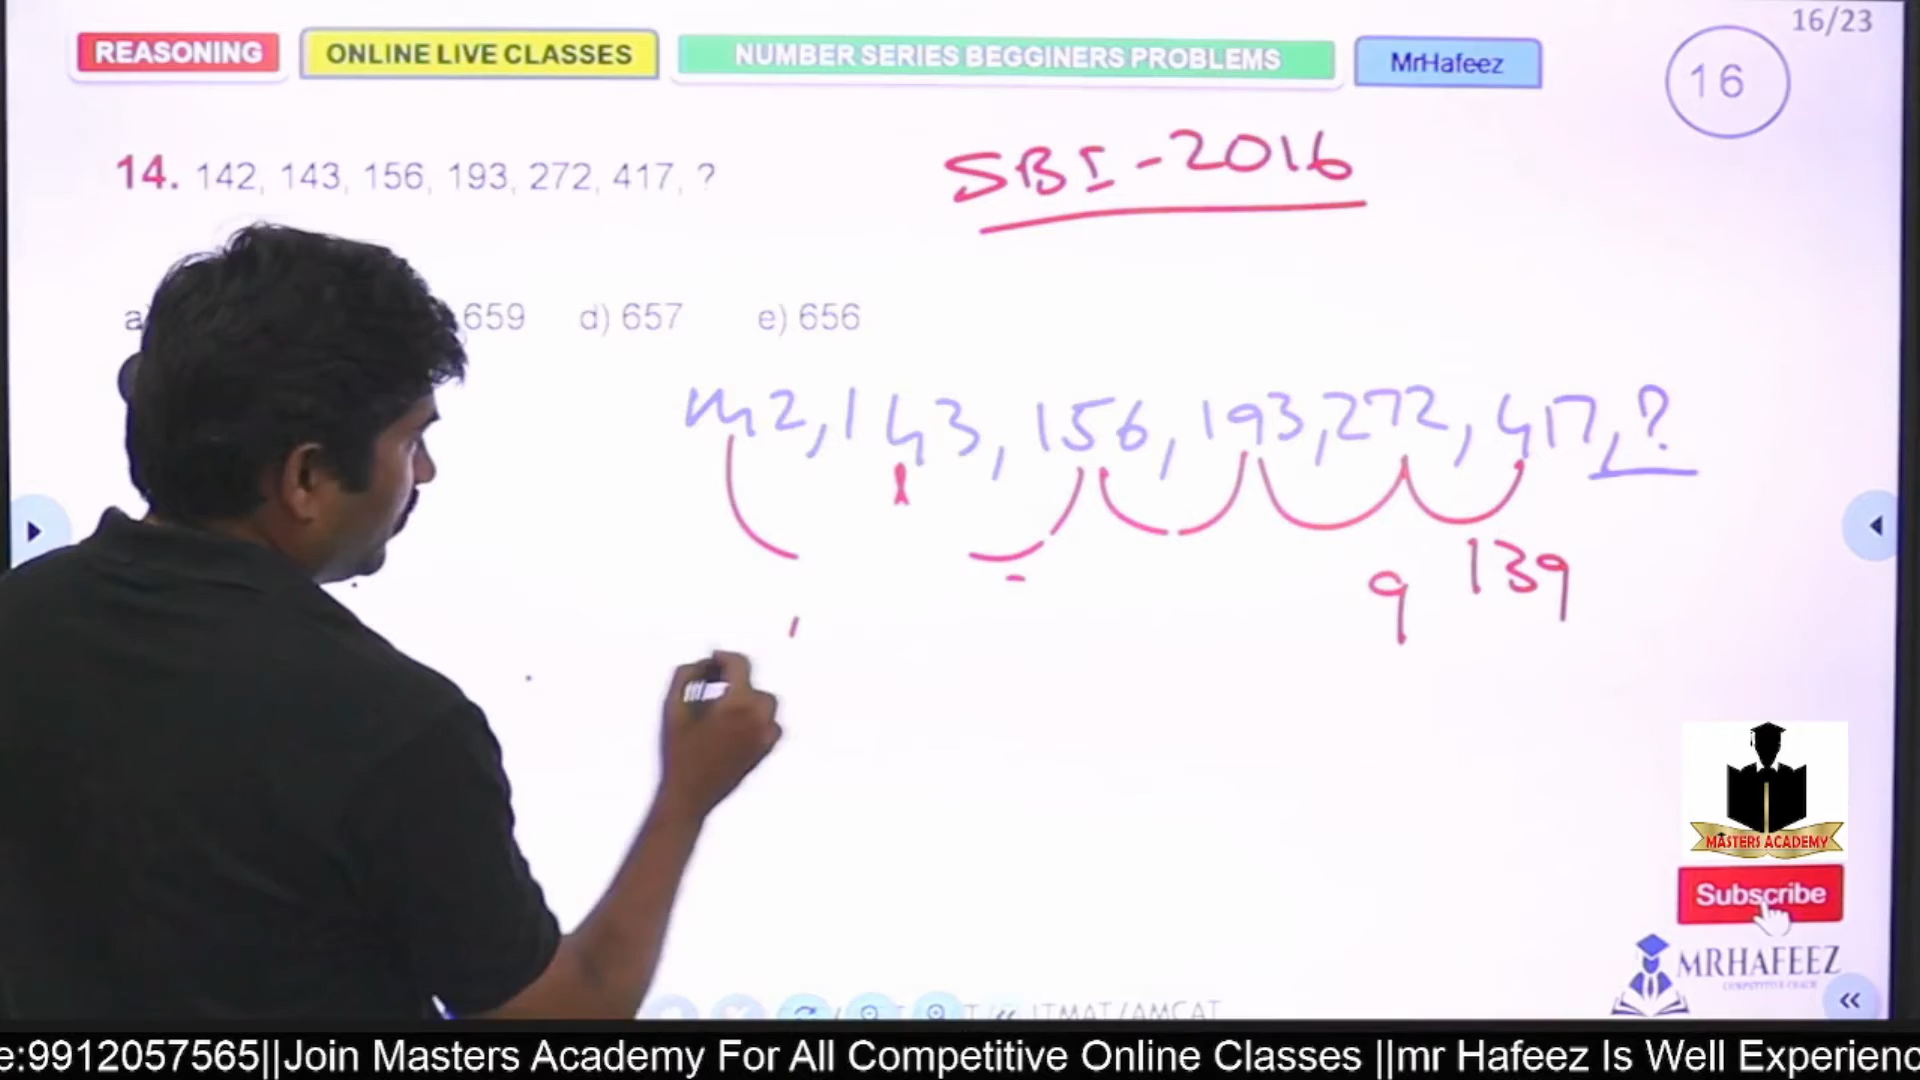 16/23
REASONING
ONLINE LIVE CLASSES
NUMBER SERIES BEGGINERS PROBLEMS
MrHafeez
16
14. 142, 143, 156, 193, 272, 417, ?
SBI-2016
659 d) 657 e) 656
142, 143, 156, 193, 272, 417, ?
9 139
MASTERS ACADEMY
Subscribe
MRHAFEEZ
ITMAT/AMCAT
e:9912057565||Join Masters Academy For All Competitive Online Classes ||mr Hafeez Is Well Experienc